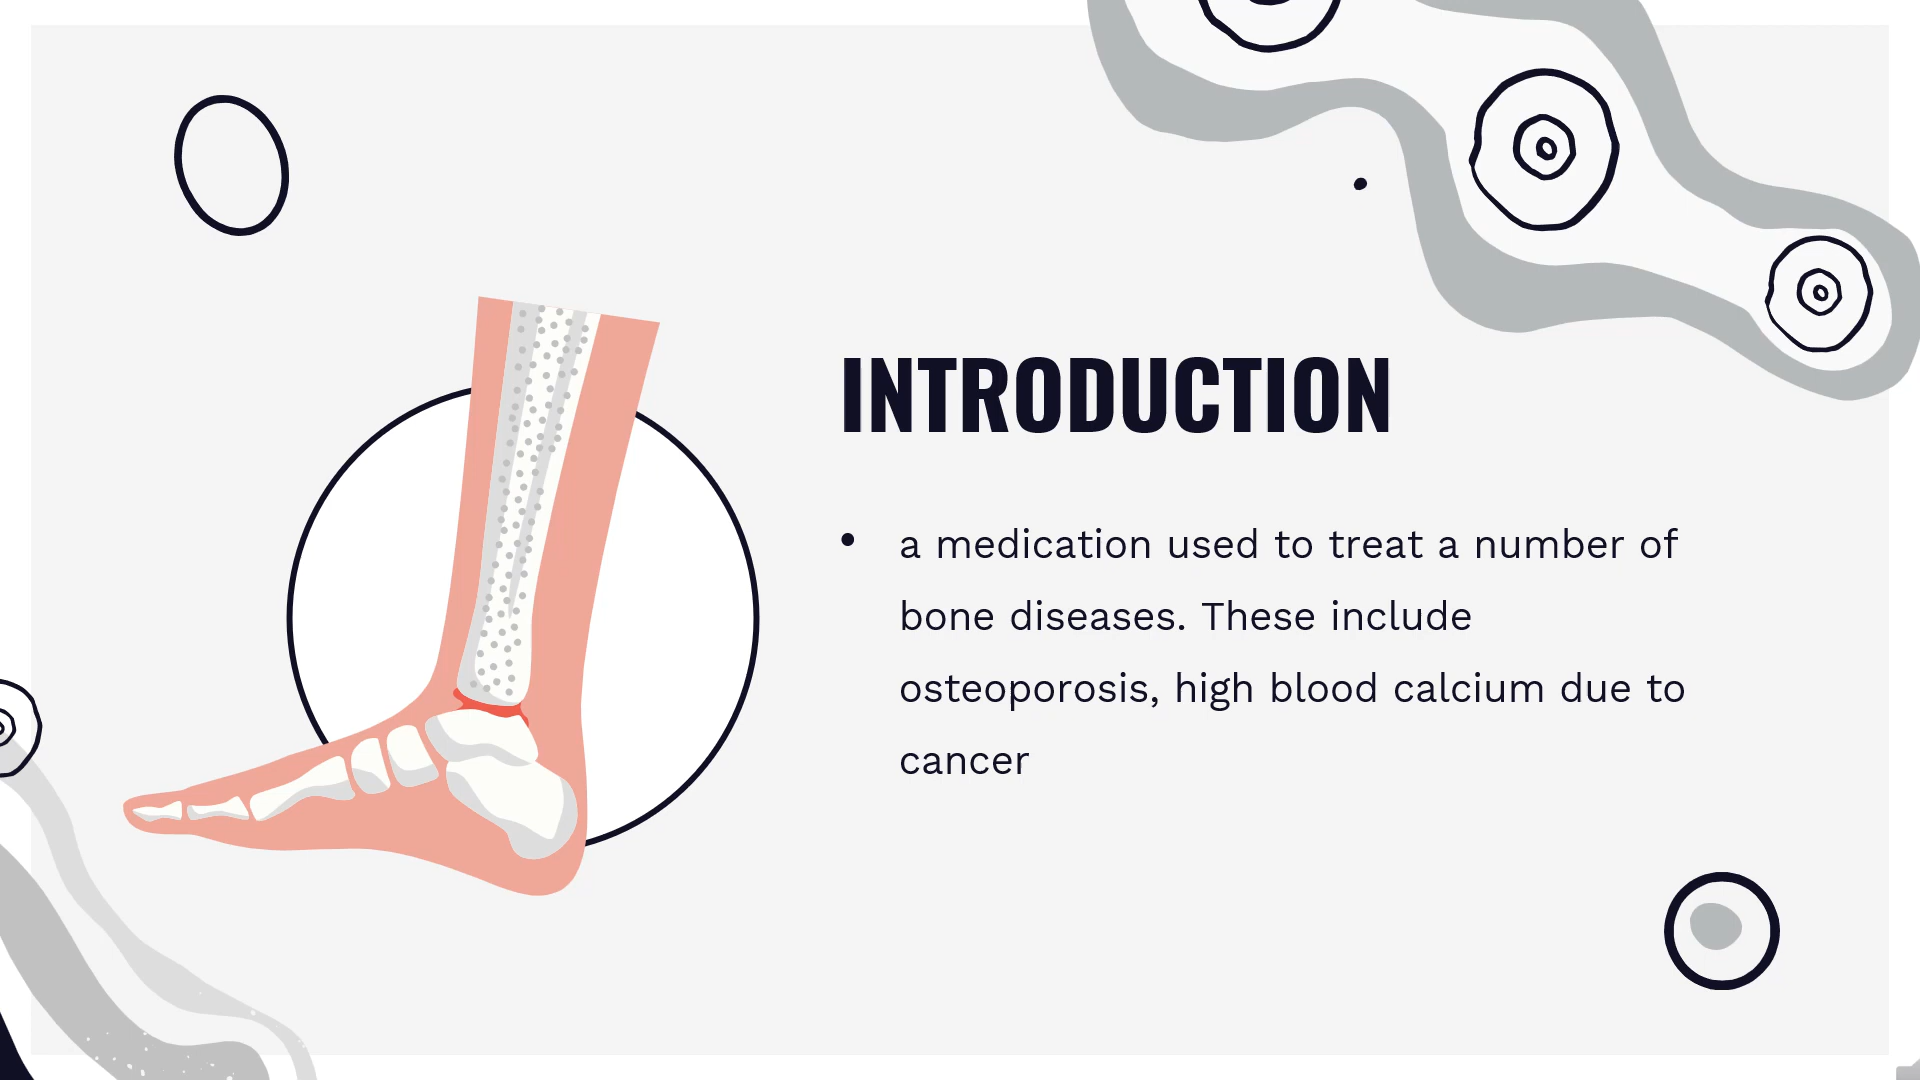 INTRODUCTION
• a medication used to treat a number of
bone diseases. These include
osteoporosis, high blood calcium due to
cancer